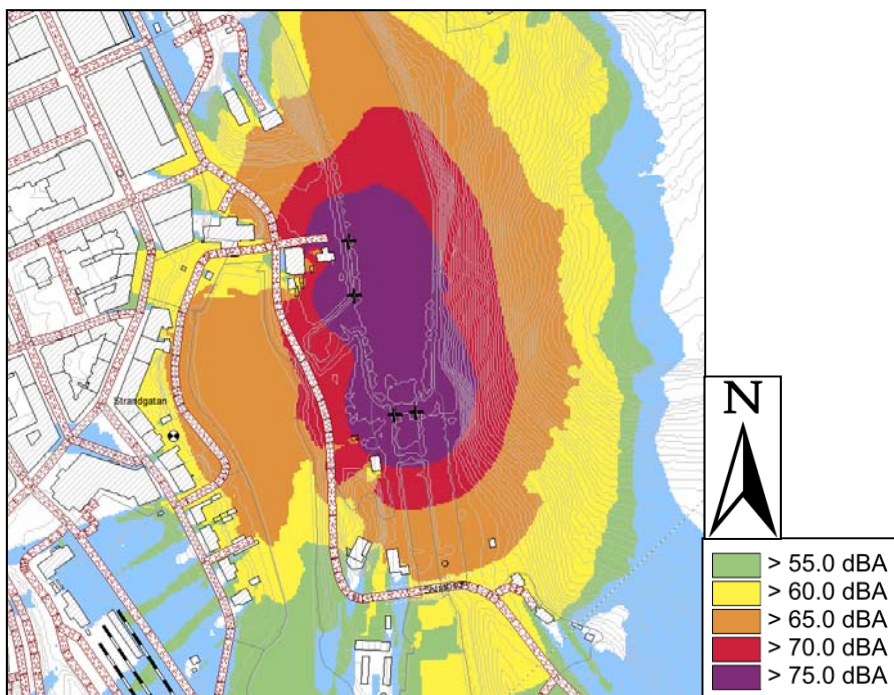 Strandgatan
N
> 55.0 dBA
> 60.0 dBA
> 65.0 dBA
> 70.0 dBA
> 75.0 dBA